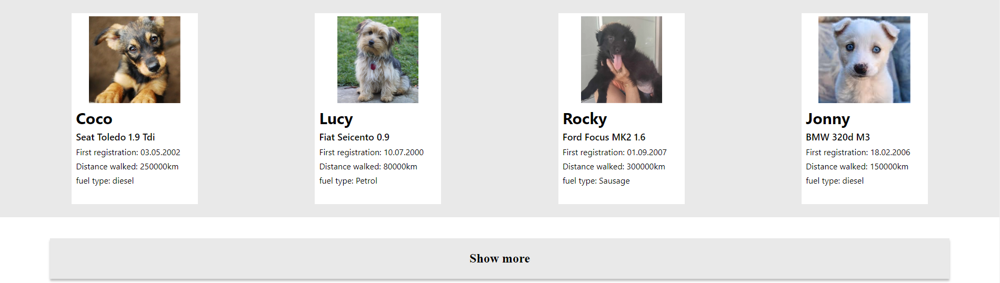 Coco
Seat Toledo 1.9 Tdi
First registration: 03.05.2002
Distance walked: 250000km
fuel type: diesel
Lucy
Fiat Seicento 0.9
First registration: 10.07.2000
Distance walked: 80000km
fuel type: Petrol
Rocky
Ford Focus MK2 1.6
First registration: 01.09.2007
Distance walked: 300000km
fuel type: Sausage
Jonny
BMW 320d M3
First registration: 18.02.2006
Distance walked: 150000km
fuel type: diesel
Show more